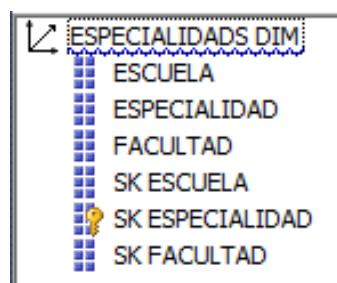 ESPECIALIDADS DIM
ESCUELA
ESPECIALIDAD
FACULTAD
SK ESCUELA
SK ESPECIALIDAD
SK FACULTAD